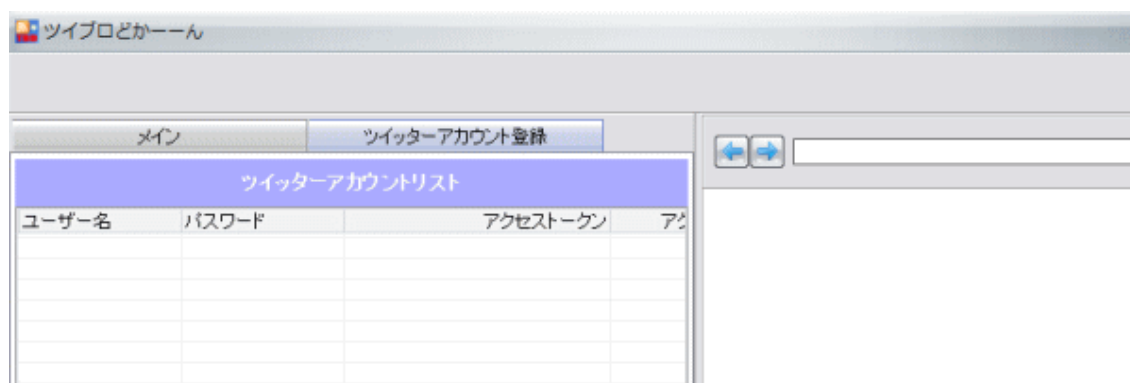 ツイブロどかーーん
メイン
ツイッターアカウント登録
ツイッターアカウントリスト
ユーザー名 パスワード アクセストークン アク